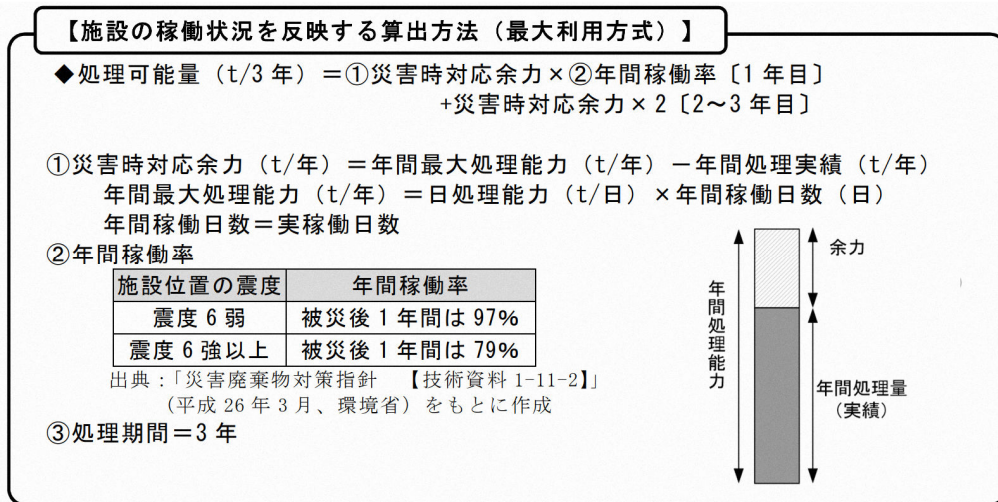 【施設の稼働状況を反映する算出方法（最大利用方式）】
◆処理可能量（t/3 年）＝①災害時対応余力×②年間稼働率〔1 年目〕
+災害時対応余力×２〔2～3 年目〕
①災害時対応余力（t/年）＝年間最大処理能力（t/年）－年間処理実績（t/年）
年間最大処理能力（t/年）＝日処理能力（t/日）×年間稼働日数（日）
年間稼働日数＝実稼働日数
②年間稼働率
施設位置の震度 年間稼働率
震度 6 弱 被災後 1 年間は 97%
震度 6 強以上 被災後 1 年間は 79%
出典：「災害廃棄物対策指針　【技術資料 1-11-2】」
（平成 26 年 3 月、環境省）をもとに作成
③処理期間＝3 年
年間処理能力
余力
年間処理量
（実績）